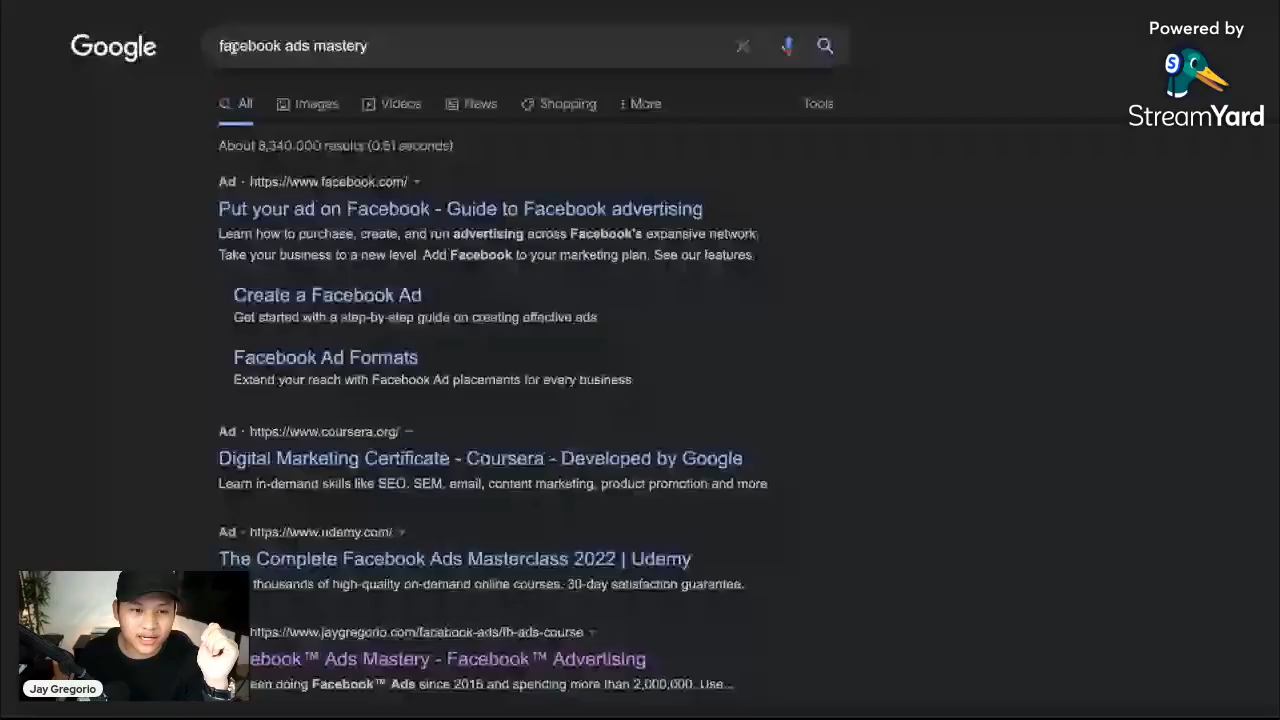 Google
facebook ads mastery
Powered by
StreamYard
All Images Videos News Shopping More Tools
About 8,340,000 results (0.51 seconds)
Ad · https://www.facebook.com/
Put your ad on Facebook - Guide to Facebook advertising
Learn how to purchase, create, and run advertising across Facebook's expansive network.
Take your business to a new level. Add Facebook to your marketing plan. See our features.
Create a Facebook Ad
Get started with a step-by-step guide on creating effective ads
Facebook Ad Formats
Extend your reach with Facebook Ad placements for every business
Ad · https://www.coursera.org/
Digital Marketing Certificate - Coursera - Developed by Google
Learn in-demand skills like SEO, SEM, email, content marketing, product promotion and more
Ad · https://www.udemy.com/
The Complete Facebook Ads Masterclass 2022 | Udemy
thousands of high-quality on-demand online courses. 30-day satisfaction guarantee.
https://www.jaygregorio.com/facebook-ads/fb-ads-course
ebook™ Ads Mastery - Facebook™ Advertising
een doing Facebook™ Ads since 2015 and spending more than 2,000,000. Use...
Jay Gregorio